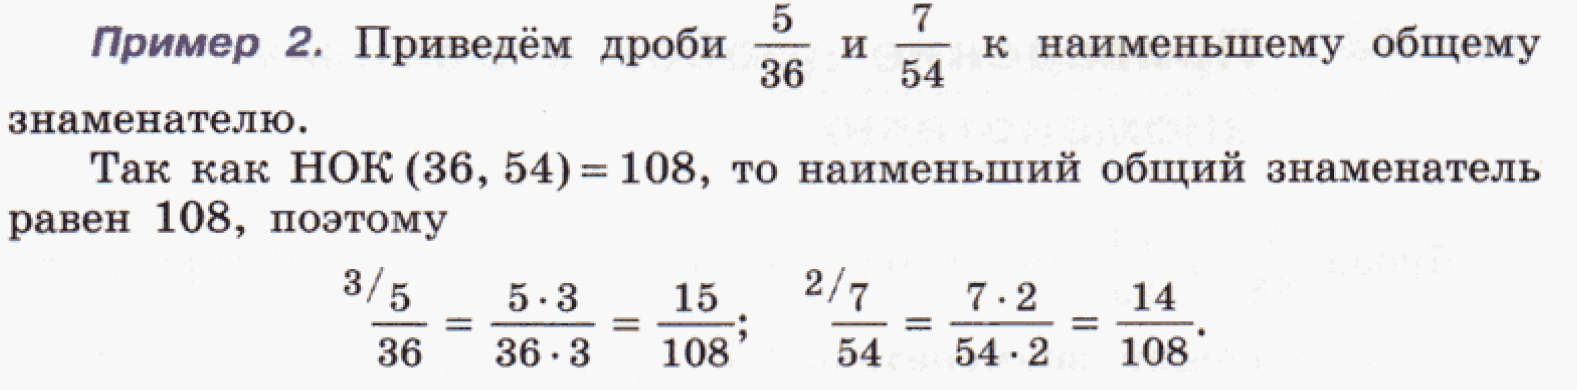 Пример 2. Приведём дроби 5/36 и 7/54 к наименьшему общему
знаменателю.
Так как НОК (36, 54) = 108, то наименьший общий знаменатель
равен 108, поэтому
³⁄5/36 = 5 · 3/36 · 3 = 15/108; ²⁄7/54 = 7 · 2/54 · 2 = 14/108.